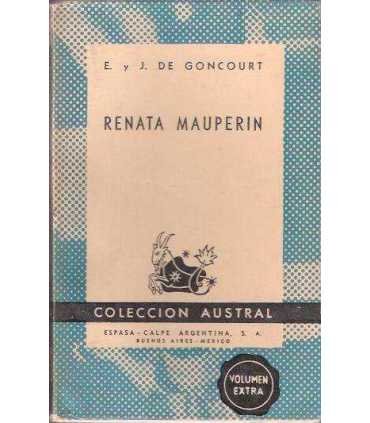 E. y J. DE GONCOURT
RENATA MAUPERIN
COLECCION AUSTRAL
ESPASA - CALPE ARGENTINA, S. A.
BUENOS AIRES - MEXICO
VOLUMEN
EXTRA